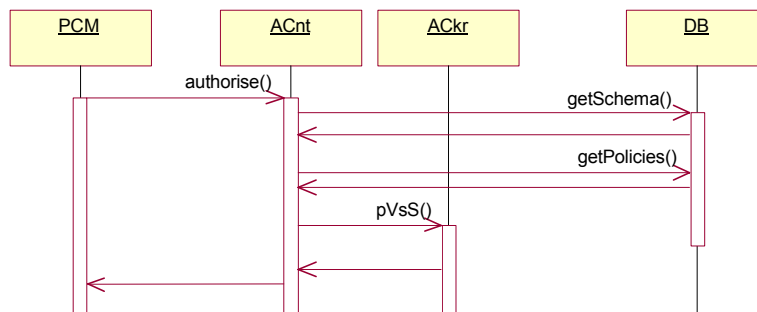 PCM
ACnt
ACkr
DB
authorise()
getSchema()
getPolicies()
pVsS()